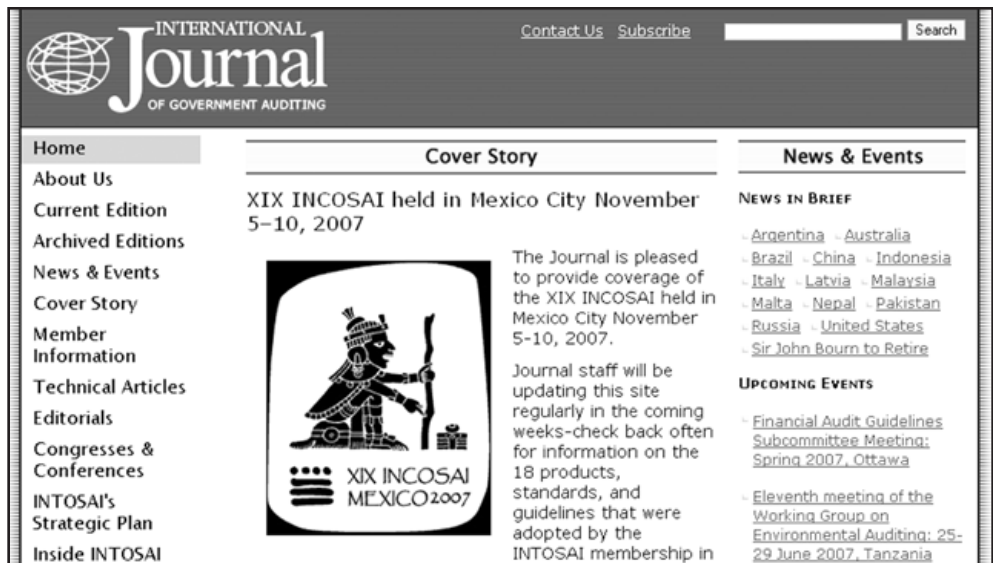 INTERNATIONAL
Journal
OF GOVERNMENT AUDITING
Contact Us Subscribe
Search
Home
About Us
Current Edition
Archived Editions
News & Events
Cover Story
Member
Information
Technical Articles
Editorials
Congresses &
Conferences
INTOSAI's
Strategic Plan
Inside INTOSAI
Cover Story
XIX INCOSAI held in Mexico City November
5–10, 2007
XIX INCOSAI
MEXICO 2007
The Journal is pleased
to provide coverage of
the XIX INCOSAI held in
Mexico City November
5-10, 2007.
Journal staff will be
updating this site
regularly in the coming
weeks-check back often
for information on the
18 products,
standards, and
guidelines that were
adopted by the
INTOSAI membership in
News & Events
NEWS IN BRIEF
Argentina Australia
Brazil China Indonesia
Italy Latvia Malaysia
Malta Nepal Pakistan
Russia United States
Sir John Bourn to Retire
UPCOMING EVENTS
Financial Audit Guidelines
Subcommittee Meeting:
Spring 2007, Ottawa
Eleventh meeting of the
Working Group on
Environmental Auditing: 25-
29 June 2007, Tanzania